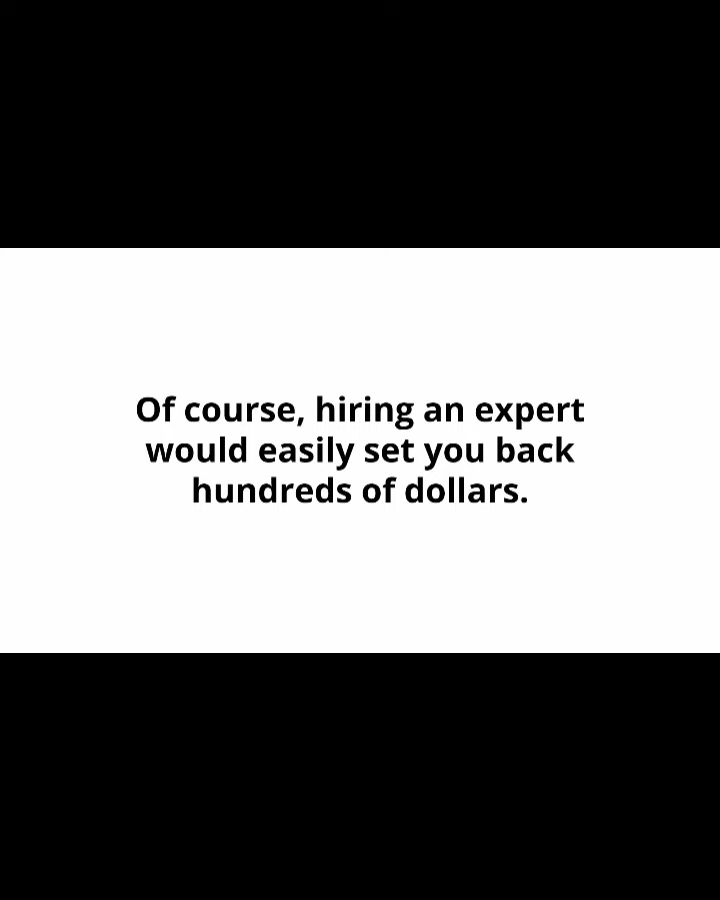 Of course, hiring an expert
would easily set you back
hundreds of dollars.